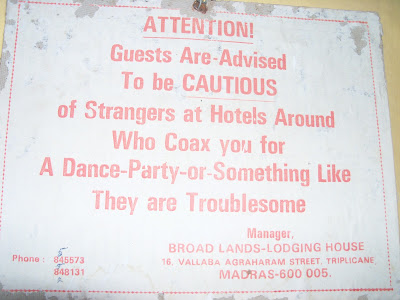 ATTENTION!
Guests Are-Advised
To be CAUTIOUS
of Strangers at Hotels Around
Who Coax you for
A Dance-Party-or-Something Like
They are Troublesome
Manager,
BROAD LANDS-LODGING HOUSE
16, VALLABA AGRAHARAM STREET, TRIPLICANE
MADRAS-600 005.
Phone : 845573
848131